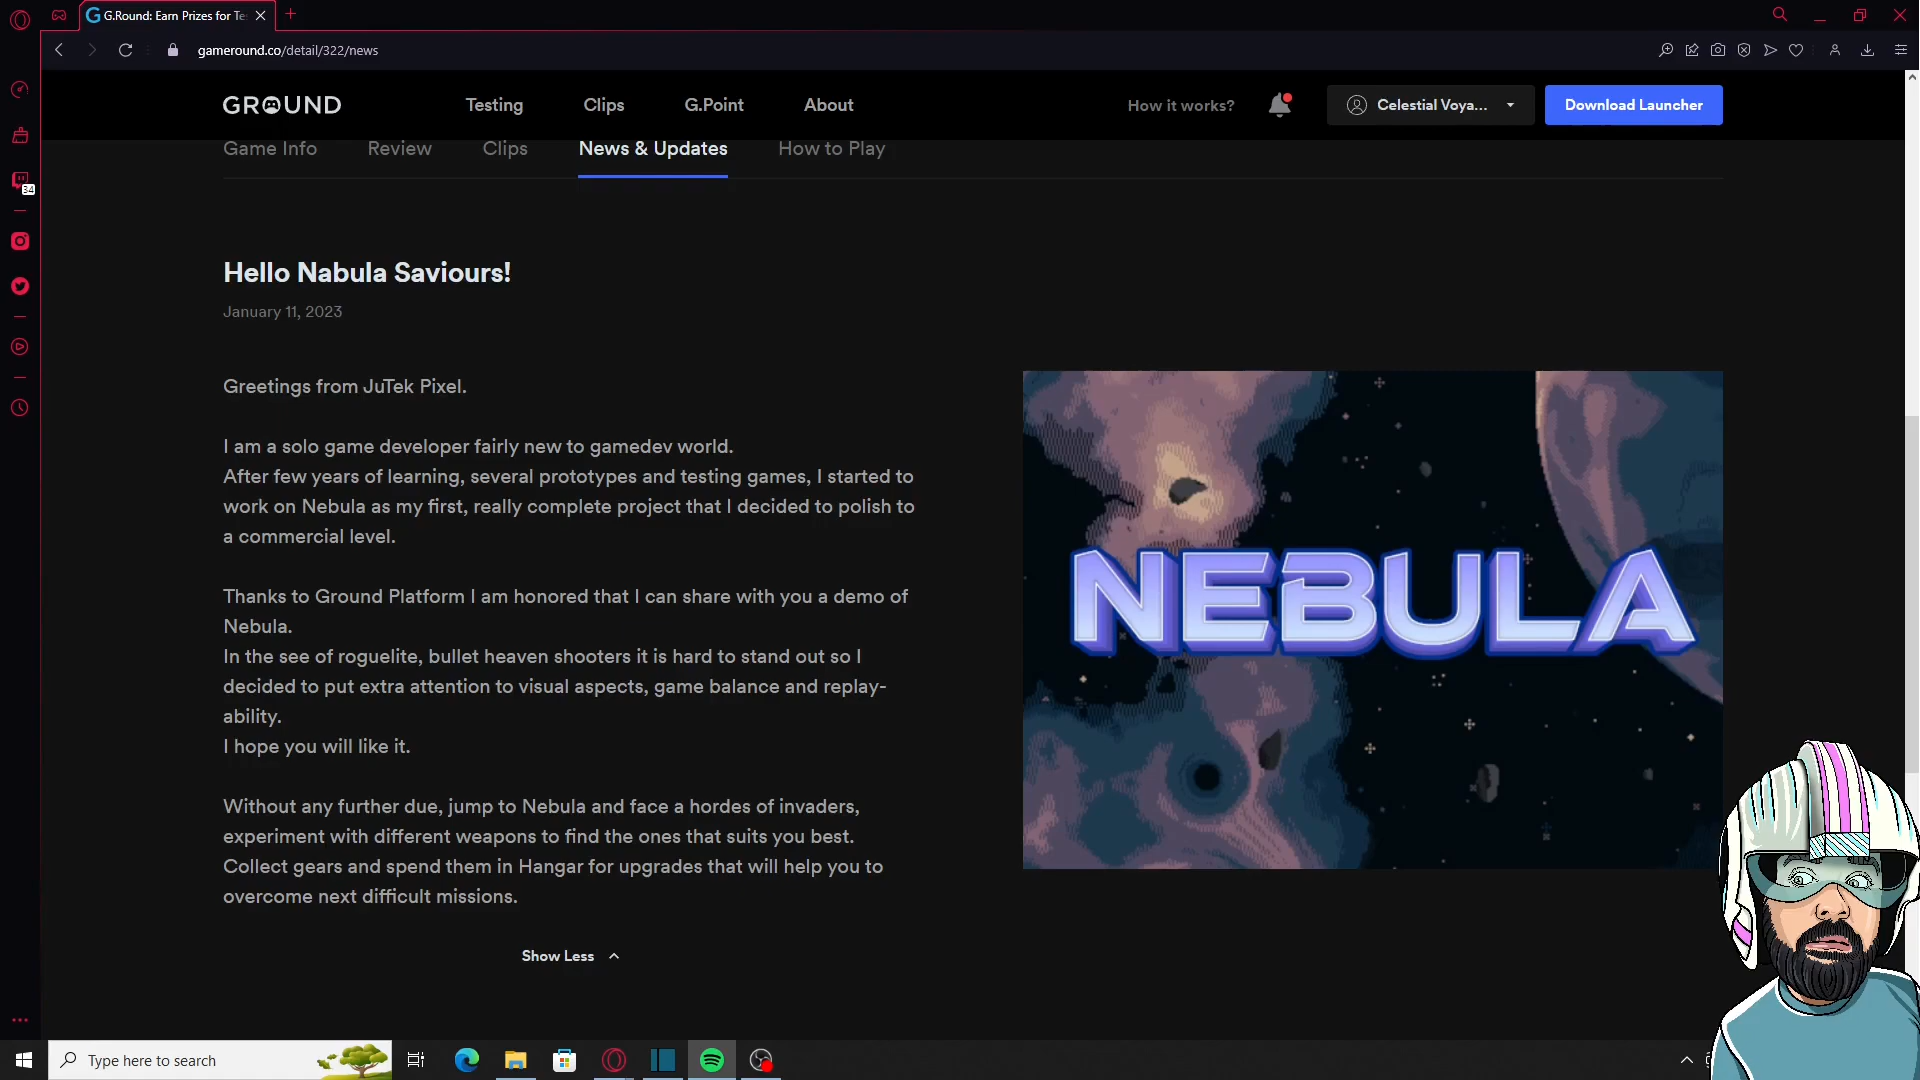 G.Round: Earn Prizes for Te
gameround.co/detail/322/news
34
GROUND
Testing
Clips
G.Point
About
How it works?
Celestial Voya...
Download Launcher
Game Info
Review
Clips
News & Updates
How to Play
Hello Nabula Saviours!
January 11, 2023
Greetings from JuTek Pixel.
I am a solo game developer fairly new to gamedev world.
After few years of learning, several prototypes and testing games, I started to
work on Nebula as my first, really complete project that I decided to polish to
a commercial level.
Thanks to Ground Platform I am honored that I can share with you a demo of
Nebula.
In the see of roguelite, bullet heaven shooters it is hard to stand out so I
decided to put extra attention to visual aspects, game balance and replay-
ability.
I hope you will like it.
Without any further due, jump to Nebula and face a hordes of invaders,
experiment with different weapons to find the ones that suits you best.
Collect gears and spend them in Hangar for upgrades that will help you to
overcome next difficult missions.
NEBULA
Show Less
Type here to search